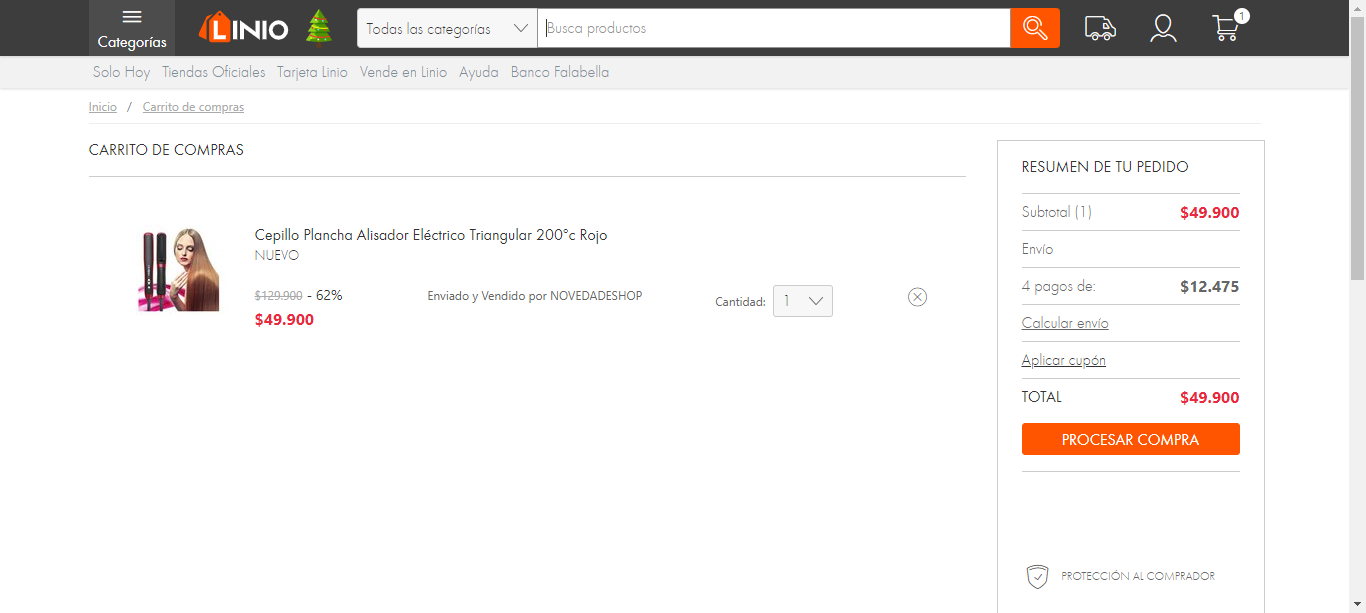 Categorías
LINIO
Todas las categorías
Busca productos
1
Solo Hoy Tiendas Oficiales Tarjeta Linio Vende en Linio Ayuda Banco Falabella
Inicio / Carrito de compras
CARRITO DE COMPRAS
Cepillo Plancha Alisador Eléctrico Triangular 200°c Rojo
NUEVO
$129.900 - 62%
$49.900
Enviado y Vendido por NOVEDADESHOP
Cantidad: 1
RESUMEN DE TU PEDIDO
Subtotal (1) $49.900
Envío
4 pagos de: $12.475
Calcular envío
Aplicar cupón
TOTAL $49.900
PROCESAR COMPRA
PROTECCIÓN AL COMPRADOR